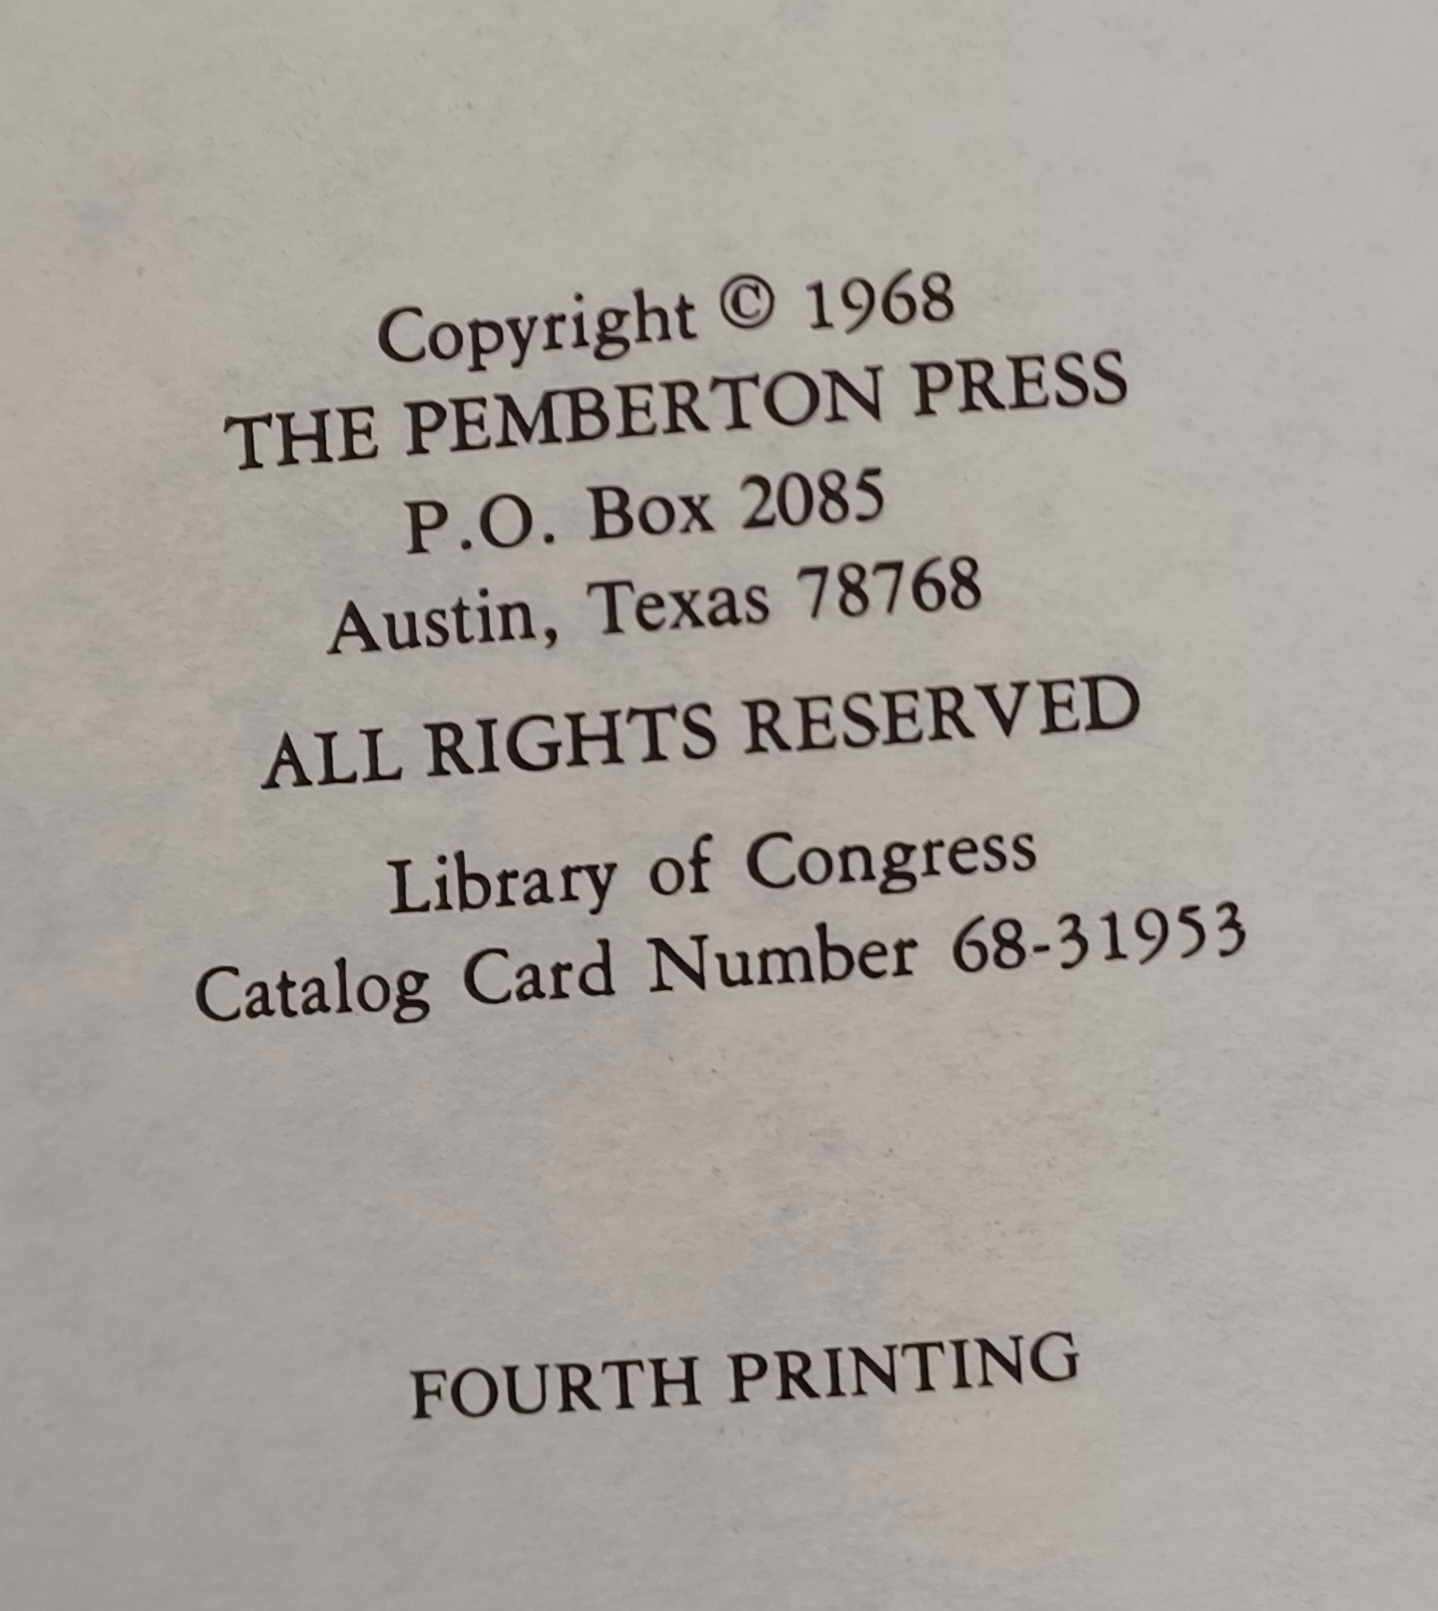 Copyright © 1968
THE PEMBERTON PRESS
P.O. Box 2085
Austin, Texas 78768
ALL RIGHTS RESERVED
Library of Congress
Catalog Card Number 68-31953
FOURTH PRINTING